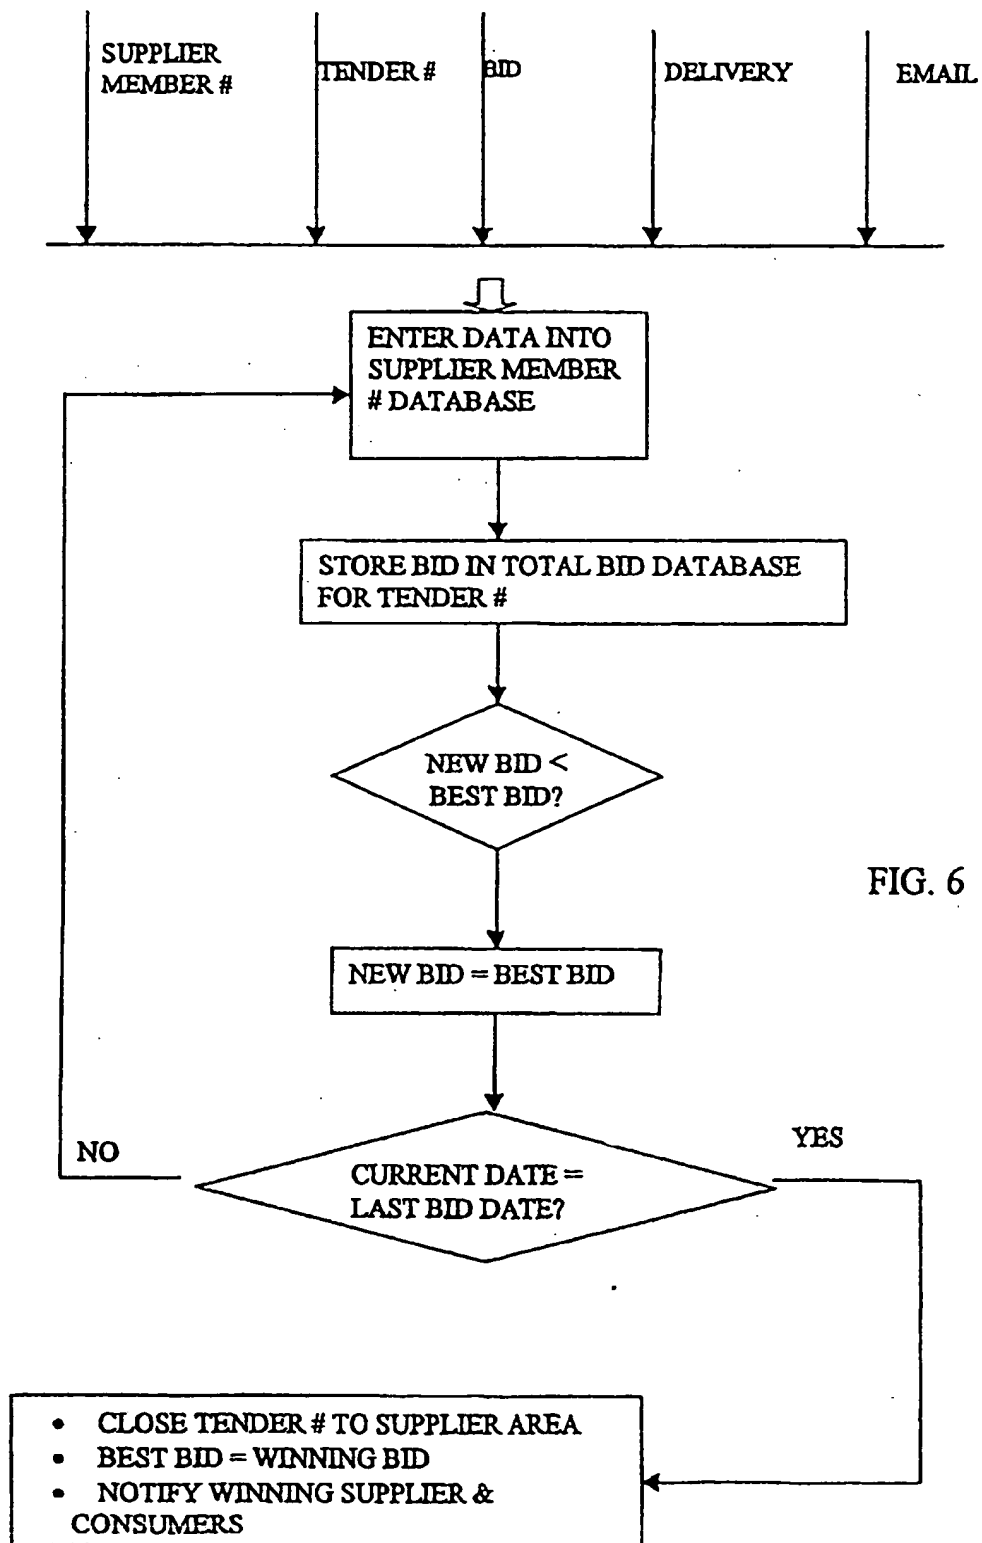 SUPPLIER
MEMBER #
TENDER #
BID
DELIVERY
EMAIL
ENTER DATA INTO
SUPPLIER MEMBER
# DATABASE
STORE BID IN TOTAL BID DATABASE
FOR TENDER #
NEW BID <
BEST BID?
FIG. 6
NEW BID = BEST BID
NO
YES
CURRENT DATE =
LAST BID DATE?
• CLOSE TENDER # TO SUPPLIER AREA
• BEST BID = WINNING BID
• NOTIFY WINNING SUPPLIER &
CONSUMERS